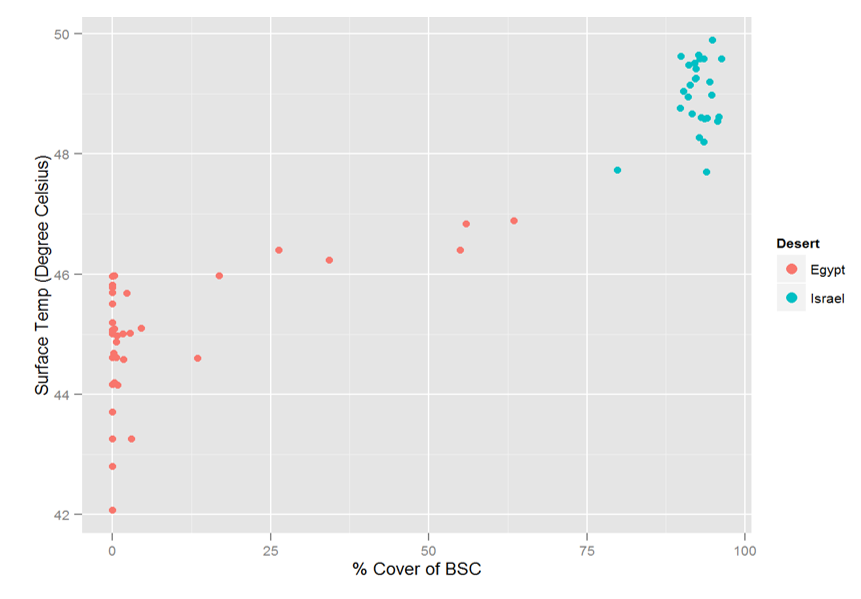 50
48
46
44
42
Surface Temp (Degree Celsius)
0 25 50 75 100
% Cover of BSC
Desert
Egypt
Israel